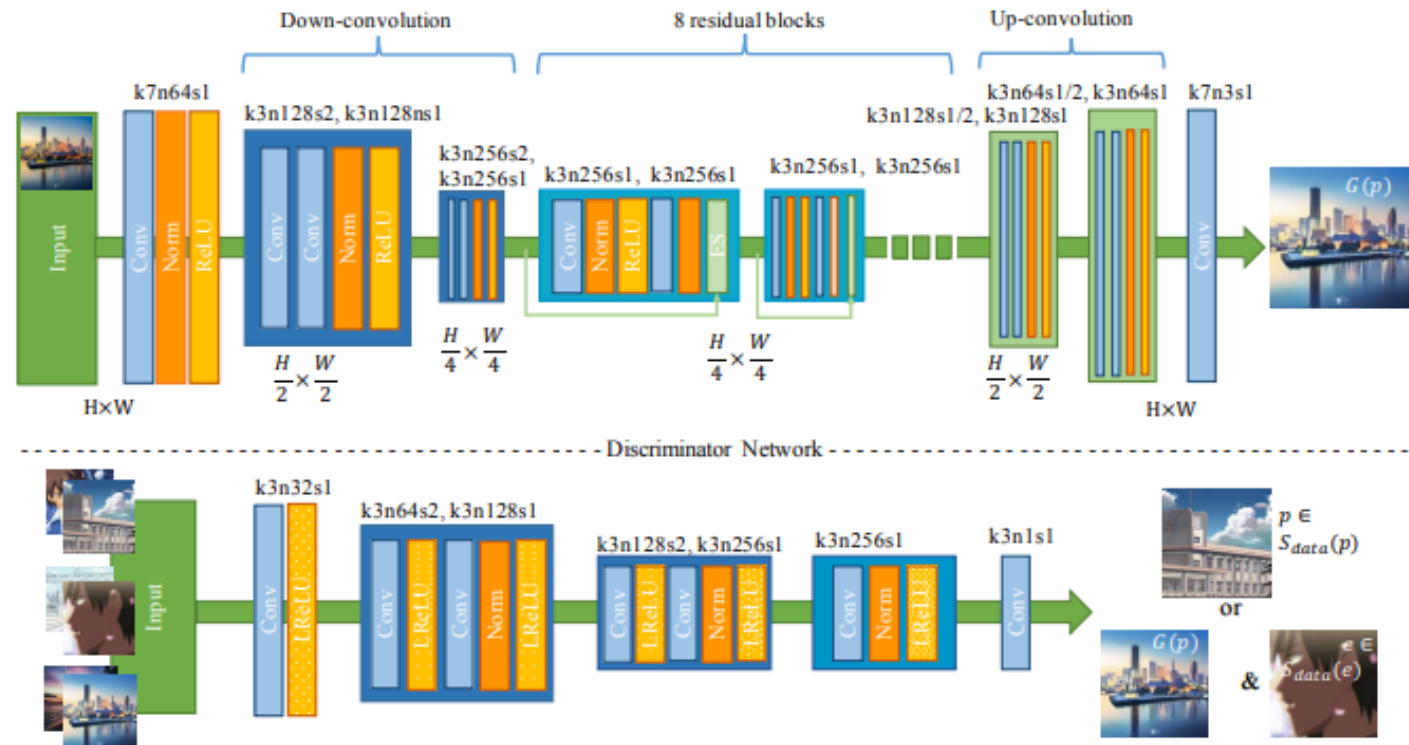 Down-convolution
8 residual blocks
Up-convolution
k7n64s1
k3n128s2, k3n128ns1
k3n256s2,
k3n256s1
k3n256s1, k3n256s1
k3n256s1, k3n256s1
k3n128s1/2, k3n128s1
k3n64s1/2, k3n64s1
k7n3s1
Input
Conv
Norm
ReLU
Conv
Conv
Norm
ReLU
Conv
Norm
ReLU
ES
Conv
G(p)
H×W
H/2 × W/2
H/4 × W/4
H/4 × W/4
H/2 × W/2
H×W
Discriminator Network
k3n32s1
k3n64s2, k3n128s1
k3n128s2, k3n256s1
k3n256s1
k3n1s1
Input
Conv
LReLU
Conv
LReLU
Conv
Norm
LReLU
Conv
LReLU
Conv
Norm
LReLU
Conv
Norm
LReLU
Conv
p ∈
S_data(p)
or
G(p)
&
e ∈
S_data(e)